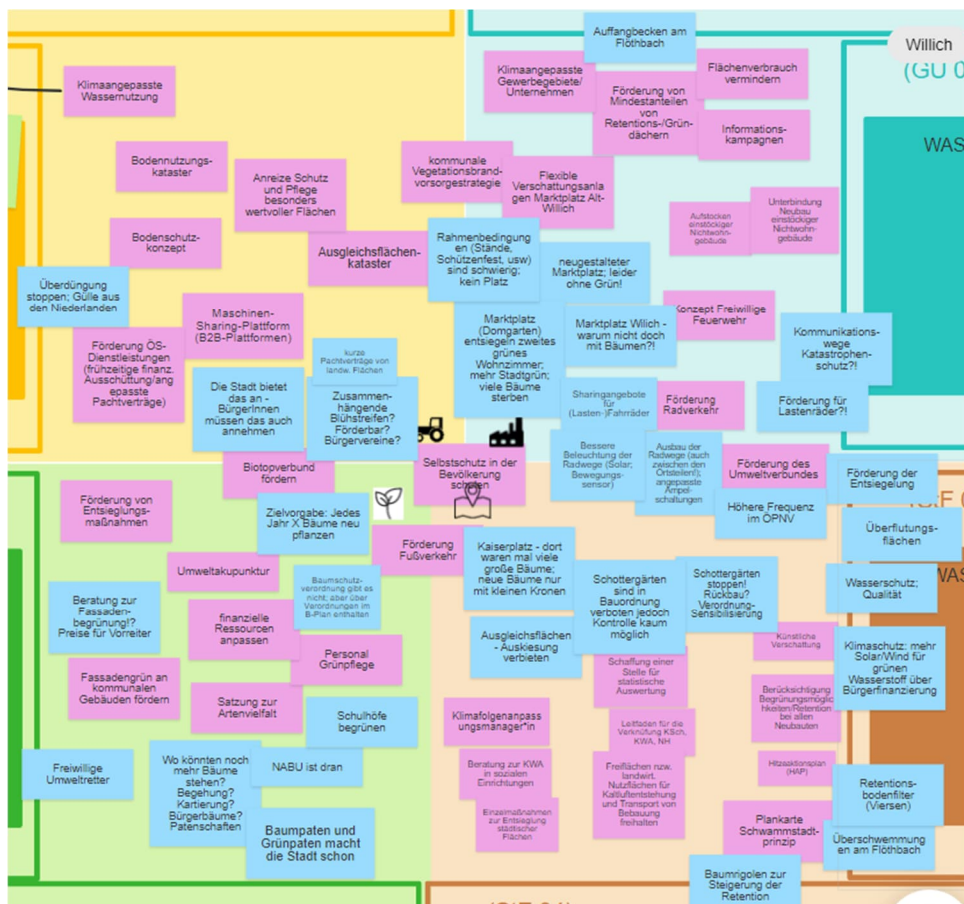 Auffangbecken am
Flöthbach
Willich
(GU 0
WAS
Klimaangepasste
Wassernutzung
Klimaangepasste
Gewerbegebiete/
Unternehmen
Förderung von
Mindestanteilen
von
Retentions-/Grün-
dächern
Flächenverbrauch
vermindern
Informations-
kampagnen
Bodennutzungs-
kataster
Anreize Schutz
und Pflege
besonders
wertvoller Flächen
kommunale
Vegetationsbrand-
vorsorgestrategie
Flexible
Verschattungsanla
gen Marktplatz Alt-
Willich
Aufstocken
einstöckiger
Nichtwohn-
gebäude
Unterbindung
Neubau
einstöckiger
Nichtwohn-
gebäude
Bodenschutz-
konzept
Ausgleichsflächen-
kataster
Rahmenbedingung
en (Stände,
Schützenfest, usw)
sind schwierig;
kein Platz
neugestalteter
Marktplatz; leider
ohne Grün!
Überdüngung
stoppen; Gülle aus
den Niederlanden
Maschinen-
Sharing-Plattform
(B2B-Plattformen)
Förderung ÖS-
Dienstleistungen
(frühzeitige finanz.
Ausschüttung/ang
epasste
Pachtverträge)
kurze
Pachtverträge von
landw. Flächen
Die Stadt bietet
das an -
BürgerInnen
müssen das auch
annehmen
Zusammen-
hängende
Blühstreifen?
Förderbar?
Bürgervereine?
Marktplatz
(Dorngarten)
entsiegeln zweites
grünes
Wohnzimmer;
mehr Stadtgrün;
viele Bäume
sterben
Marktplatz Wilich -
warum nicht doch
mit Bäumen?!
Konzept Freiwillige
Feuerwehr
Kommunikations-
wege
Katastrophen-
schutz?!
Sharingangebote
für
(Lasten-)Fahrräder
Förderung
Radverkehr
Förderung für
Lastenräder?!
Biotopverbund
fördern
Selbstschutz in der
Bevölkerung
Bessere
Beleuchtung der
Radwege (Solar;
Bewegungs-
sensor)
Ausbau der
Radwege (auch
zwischen den
Ortsteilen!);
angepasste
Ampel-
schaltungen
Förderung des
Umweltverbundes
Höhere Frequenz
im ÖPNV
Förderung der
Entsiegelung
Förderung von
Entsieglungs-
maßnahmen
Zielvorgabe: Jedes
Jahr X Bäume neu
pflanzen
Förderung
Fußverkehr
Kaiserplatz - dort
waren mal viele
große Bäume;
neue Bäume nur
mit kleinen Kronen
Schottergärten
sind in
Bauordnung
verboten jedoch
Kontrolle kaum
möglich
Schottergärten
stoppen!
Rückbau?
Verordnung-
Sensibilisierung
Überflutungs-
flächen
Umweltakupunktur
Baumschutz-
verordnung gibt es
nicht; aber über
Verordnungen im
B-Plan enthalten
Wasserschutz;
Qualität
WAS
Beratung zur
Fassaden-
begrünung!?
Preise für Vorreiter
finanzielle
Ressourcen
anpassen
Personal
Grünpflege
Ausgleichsflächen
- Auskiesung
verbieten
Künstliche
Verschattung
Klimaschutz: mehr
Solar/Wind für
grünen
Wasserstoff über
Bürgerfinanzierung
Fassadengrün an
kommunalen
Gebäuden fördern
Satzung zur
Artenvielfalt
Schaffung einer
Stelle für
statistische
Auswertung
Berücksichtigung
Begrünungsmöglic
hkeiten/Retention
bei allen
Neubauten
Schulhöfe
begrünen
Klimafolgenanpass
ungsmanager*in
Leitfaden für die
Verknüfung KSch,
KWA, NH
Freiwillige
Umweltretter
Wo könnten noch
mehr Bäume
stehen?
Begehung?
Kartierung?
Bürgerbäume?
Patenschaften
NABU ist dran
Beratung zur KWA
in sozialen
Einrichtungen
Freiflächen nzw.
landwirt.
Nutzflächen für
Kaltluftentstehung
und Transport von
Bebauung
freihalten
Hitzeaktionsplan
(HAP)
Retentions-
bodenfilter
(Viersen)
Baumpaten und
Grünpaten macht
die Stadt schon
Einzelmaßnahmen
zur Entsieglung
städtischer
Flächen
Plankarte
Schwammstadt-
prinzip
Überschwemmung
en am Flöthbach
Baumrigolen zur
Steigerung der
Retention